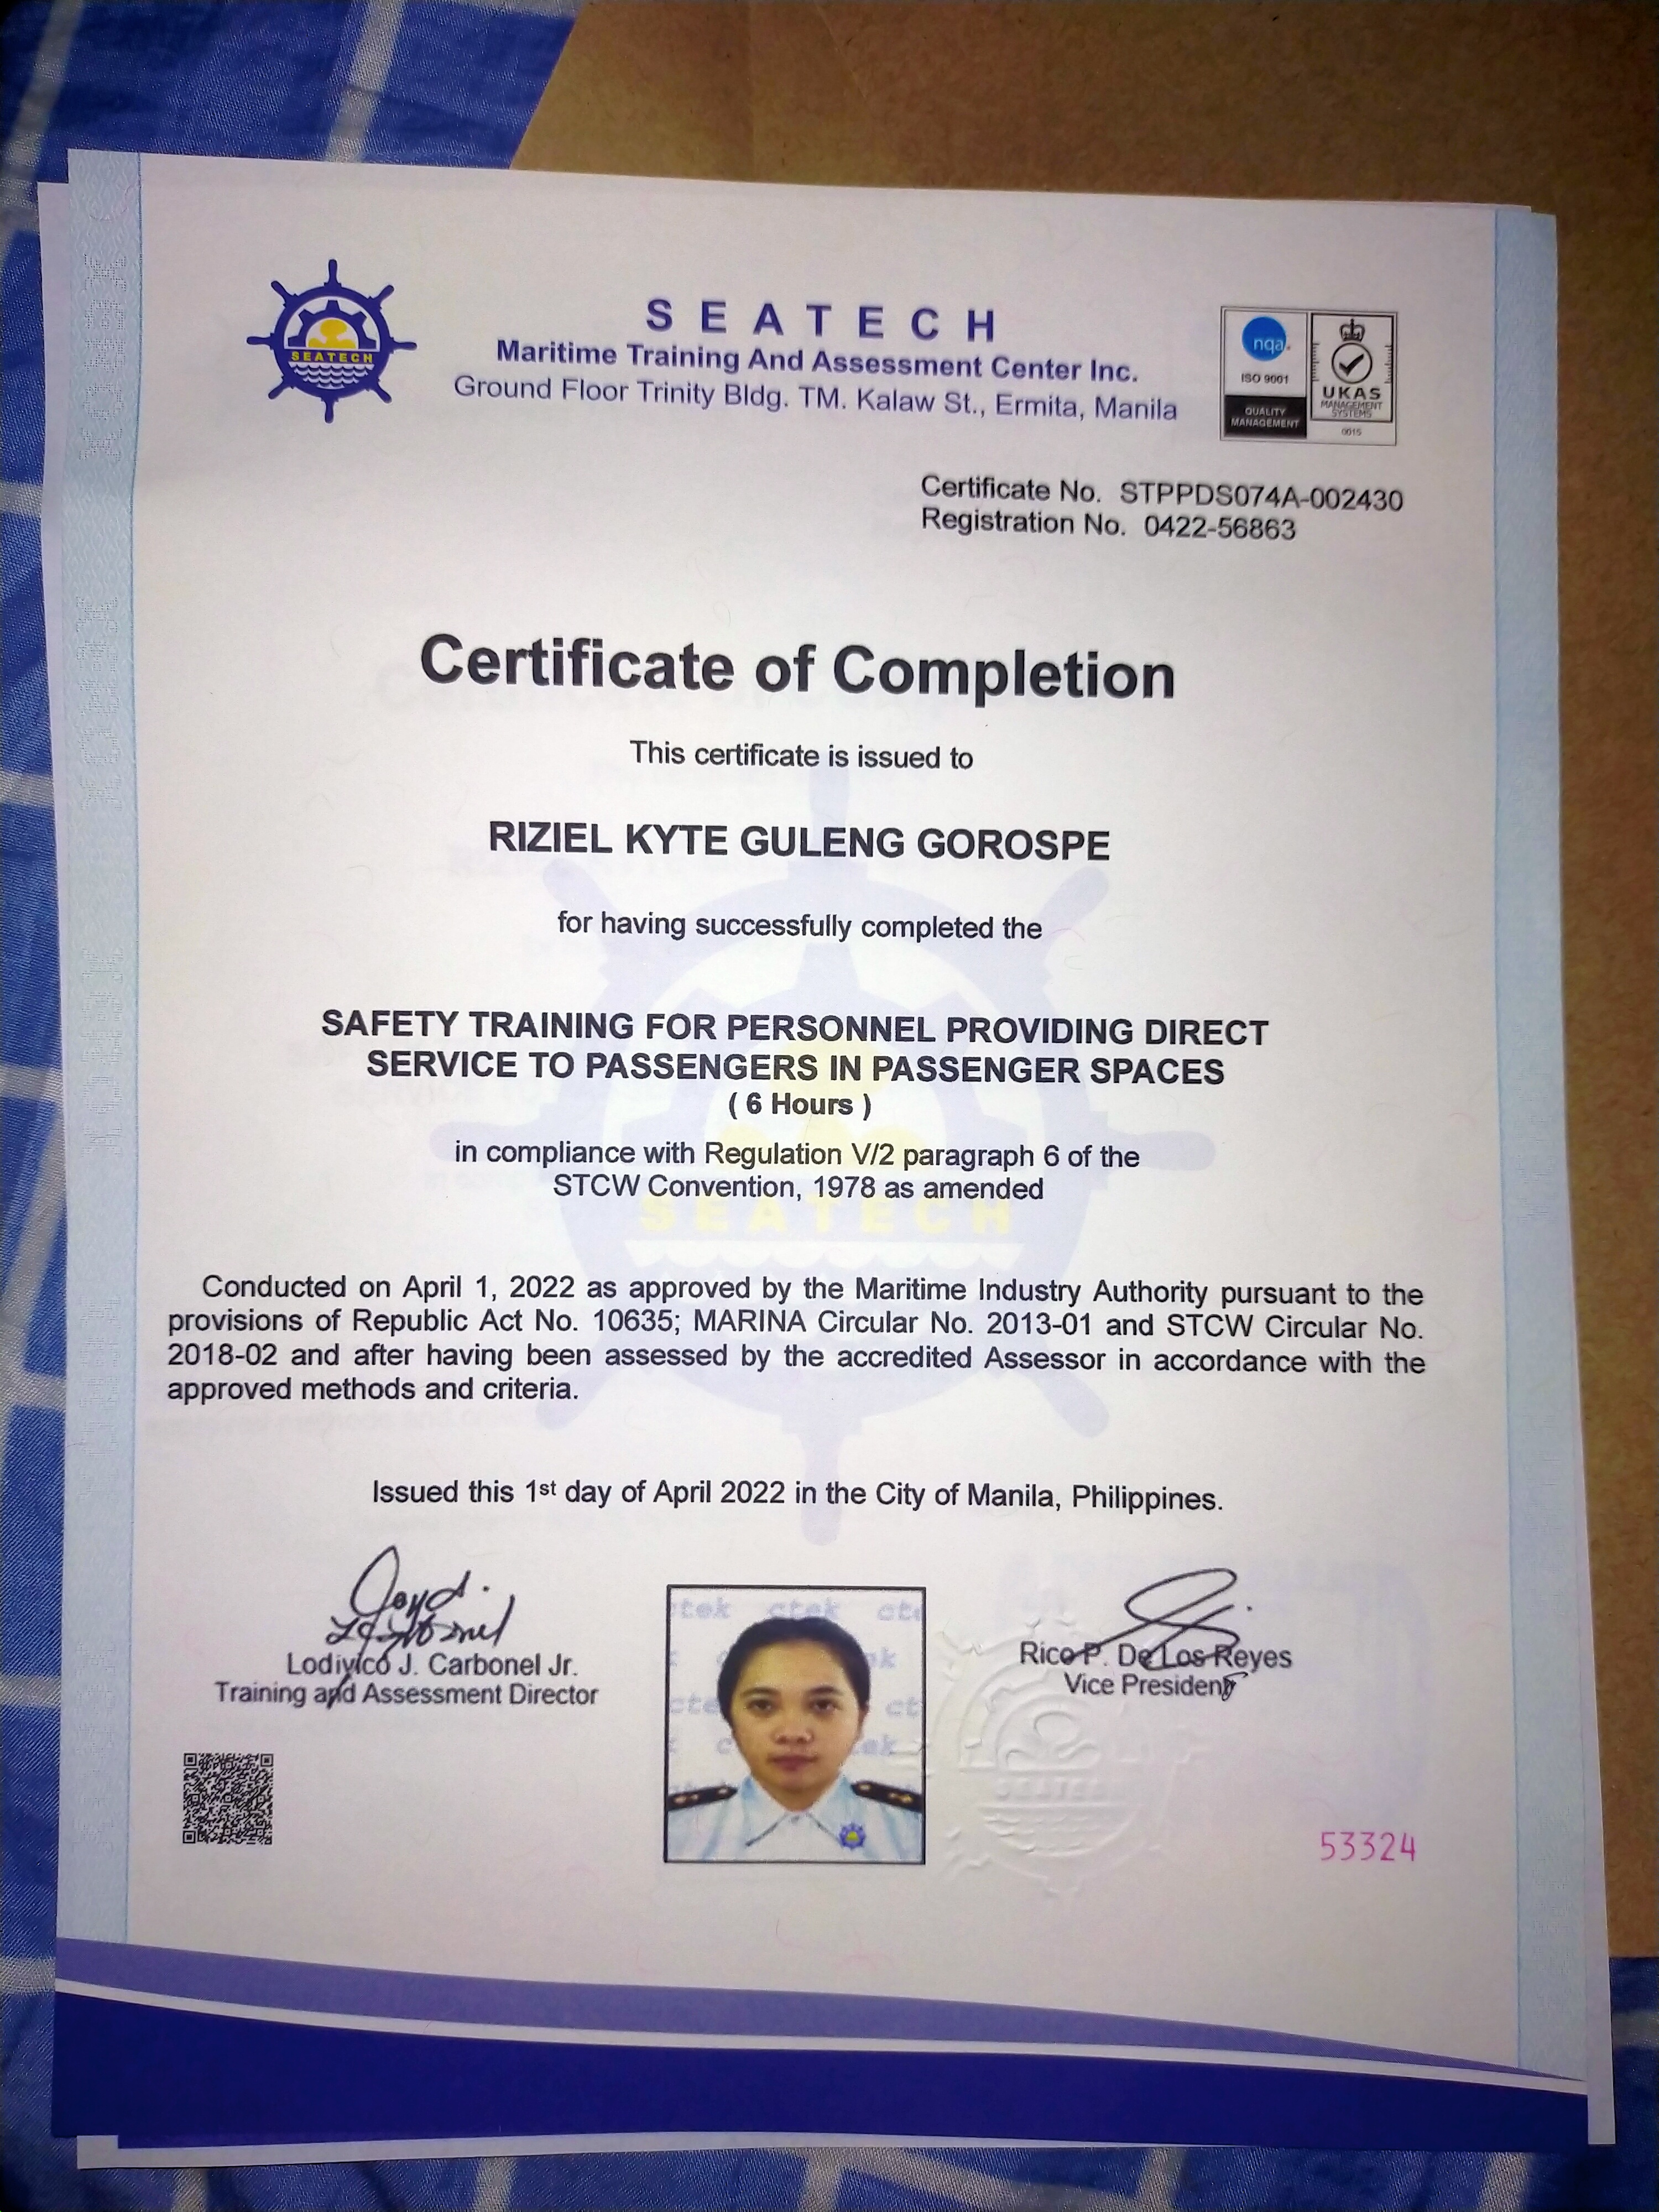 SEATECH
SEATECH
Maritime Training And Assessment Center Inc.
Ground Floor Trinity Bldg. TM. Kalaw St., Ermita, Manila
nqa.
ISO 9001
QUALITY
MANAGEMENT
UKAS
MANAGEMENT
SYSTEMS
0015
Certificate No. STPPDS074A-002430
Registration No. 0422-56863
Certificate of Completion
This certificate is issued to
RIZIEL KYTE GULENG GOROSPE
for having successfully completed the
SAFETY TRAINING FOR PERSONNEL PROVIDING DIRECT
SERVICE TO PASSENGERS IN PASSENGER SPACES
( 6 Hours )
in compliance with Regulation V/2 paragraph 6 of the
STCW Convention, 1978 as amended
SEATECH
Conducted on April 1, 2022 as approved by the Maritime Industry Authority pursuant to the
provisions of Republic Act No. 10635; MARINA Circular No. 2013-01 and STCW Circular No.
2018-02 and after having been assessed by the accredited Assessor in accordance with the
approved methods and criteria.
Issued this 1st day of April 2022 in the City of Manila, Philippines.
Lodivico J. Carbonel Jr.
Training and Assessment Director
ctek
Rico P. De Los Reyes
Vice President
53324